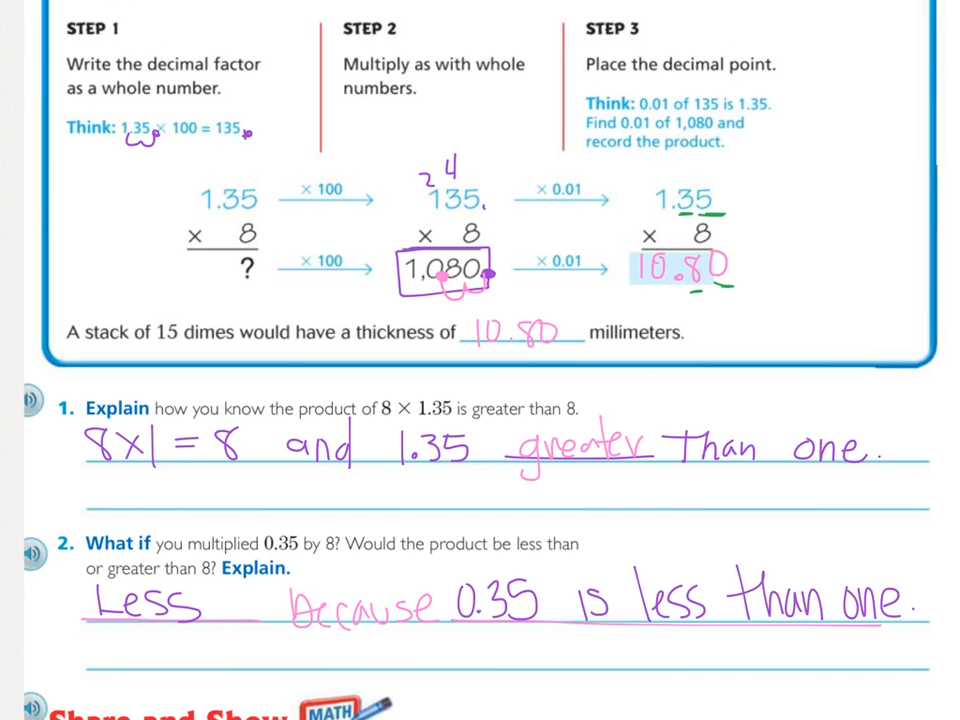 STEP 1 STEP 2 STEP 3
Write the decimal factor Multiply as with whole Place the decimal point.
as a whole number. numbers.
Think: 0.01 of 135 is 1.35.
Think: 1.35 × 100 = 135. Find 0.01 of 1,080 and
record the product.
2 4
1.35 × 100 135. × 0.01 1.35
× 8 × 8 × 8
? × 100 1,080. × 0.01 10.80
A stack of 15 dimes would have a thickness of 10.80 millimeters.
1. Explain how you know the product of 8 × 1.35 is greater than 8.
8x1 = 8 and 1.35 greater than one.
2. What if you multiplied 0.35 by 8? Would the product be less than
or greater than 8? Explain.
Less because 0.35 is less than one.
Share and Show MATH